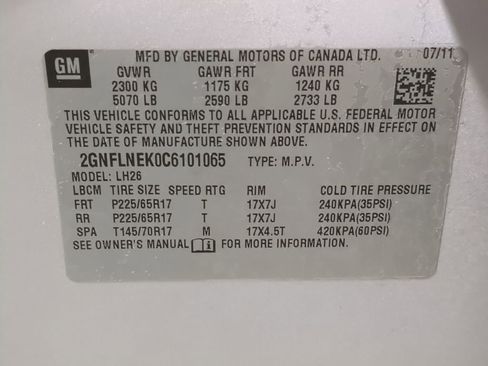 GM
MFD BY GENERAL MOTORS OF CANADA LTD. 07/11
GVWR GAWR FRT GAWR RR
2300 KG 1175 KG 1240 KG
5070 LB 2590 LB 2733 LB
THIS VEHICLE CONFORMS TO ALL APPLICABLE U.S. FEDERAL MOTOR
VEHICLE SAFETY AND THEFT PREVENTION STANDARDS IN EFFECT ON
THE DATE OF MANUFACTURE SHOWN ABOVE.
2GNFLNEK0C6101065 TYPE: M.P.V.
MODEL: LH26
LBCM TIRE SIZE SPEED RTG RIM COLD TIRE PRESSURE
FRT P225/65R17 T 17X7J 240KPA(35PSI)
RR P225/65R17 T 17X7J 240KPA(35PSI)
SPA T145/70R17 M 17X4.5T 420KPA(60PSI)
SEE OWNER'S MANUAL FOR MORE INFORMATION.